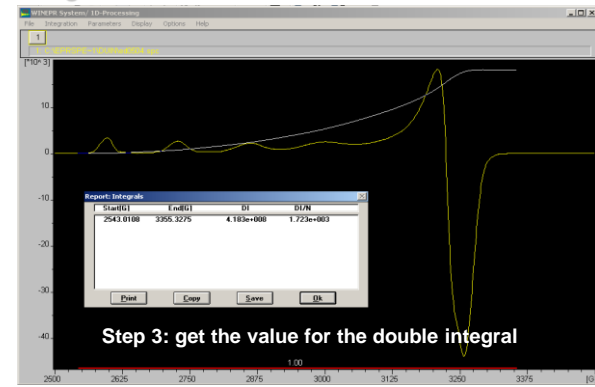 WINEPR System/ 1D-Processing
File Integration Parameters Display Options Help
1
[*10^ 3]
10.
0.
-10.
-20.
-30.
-40.
Report: Integrals
Start[G] End[G] DI DI/N
2543.0108 3355.3275 4.183e+008 1.723e+003
Print Copy Save Ok
Step 3: get the value for the double integral
1.00
2500 2625 2750 2875 3000 3125 3250 3375 [G